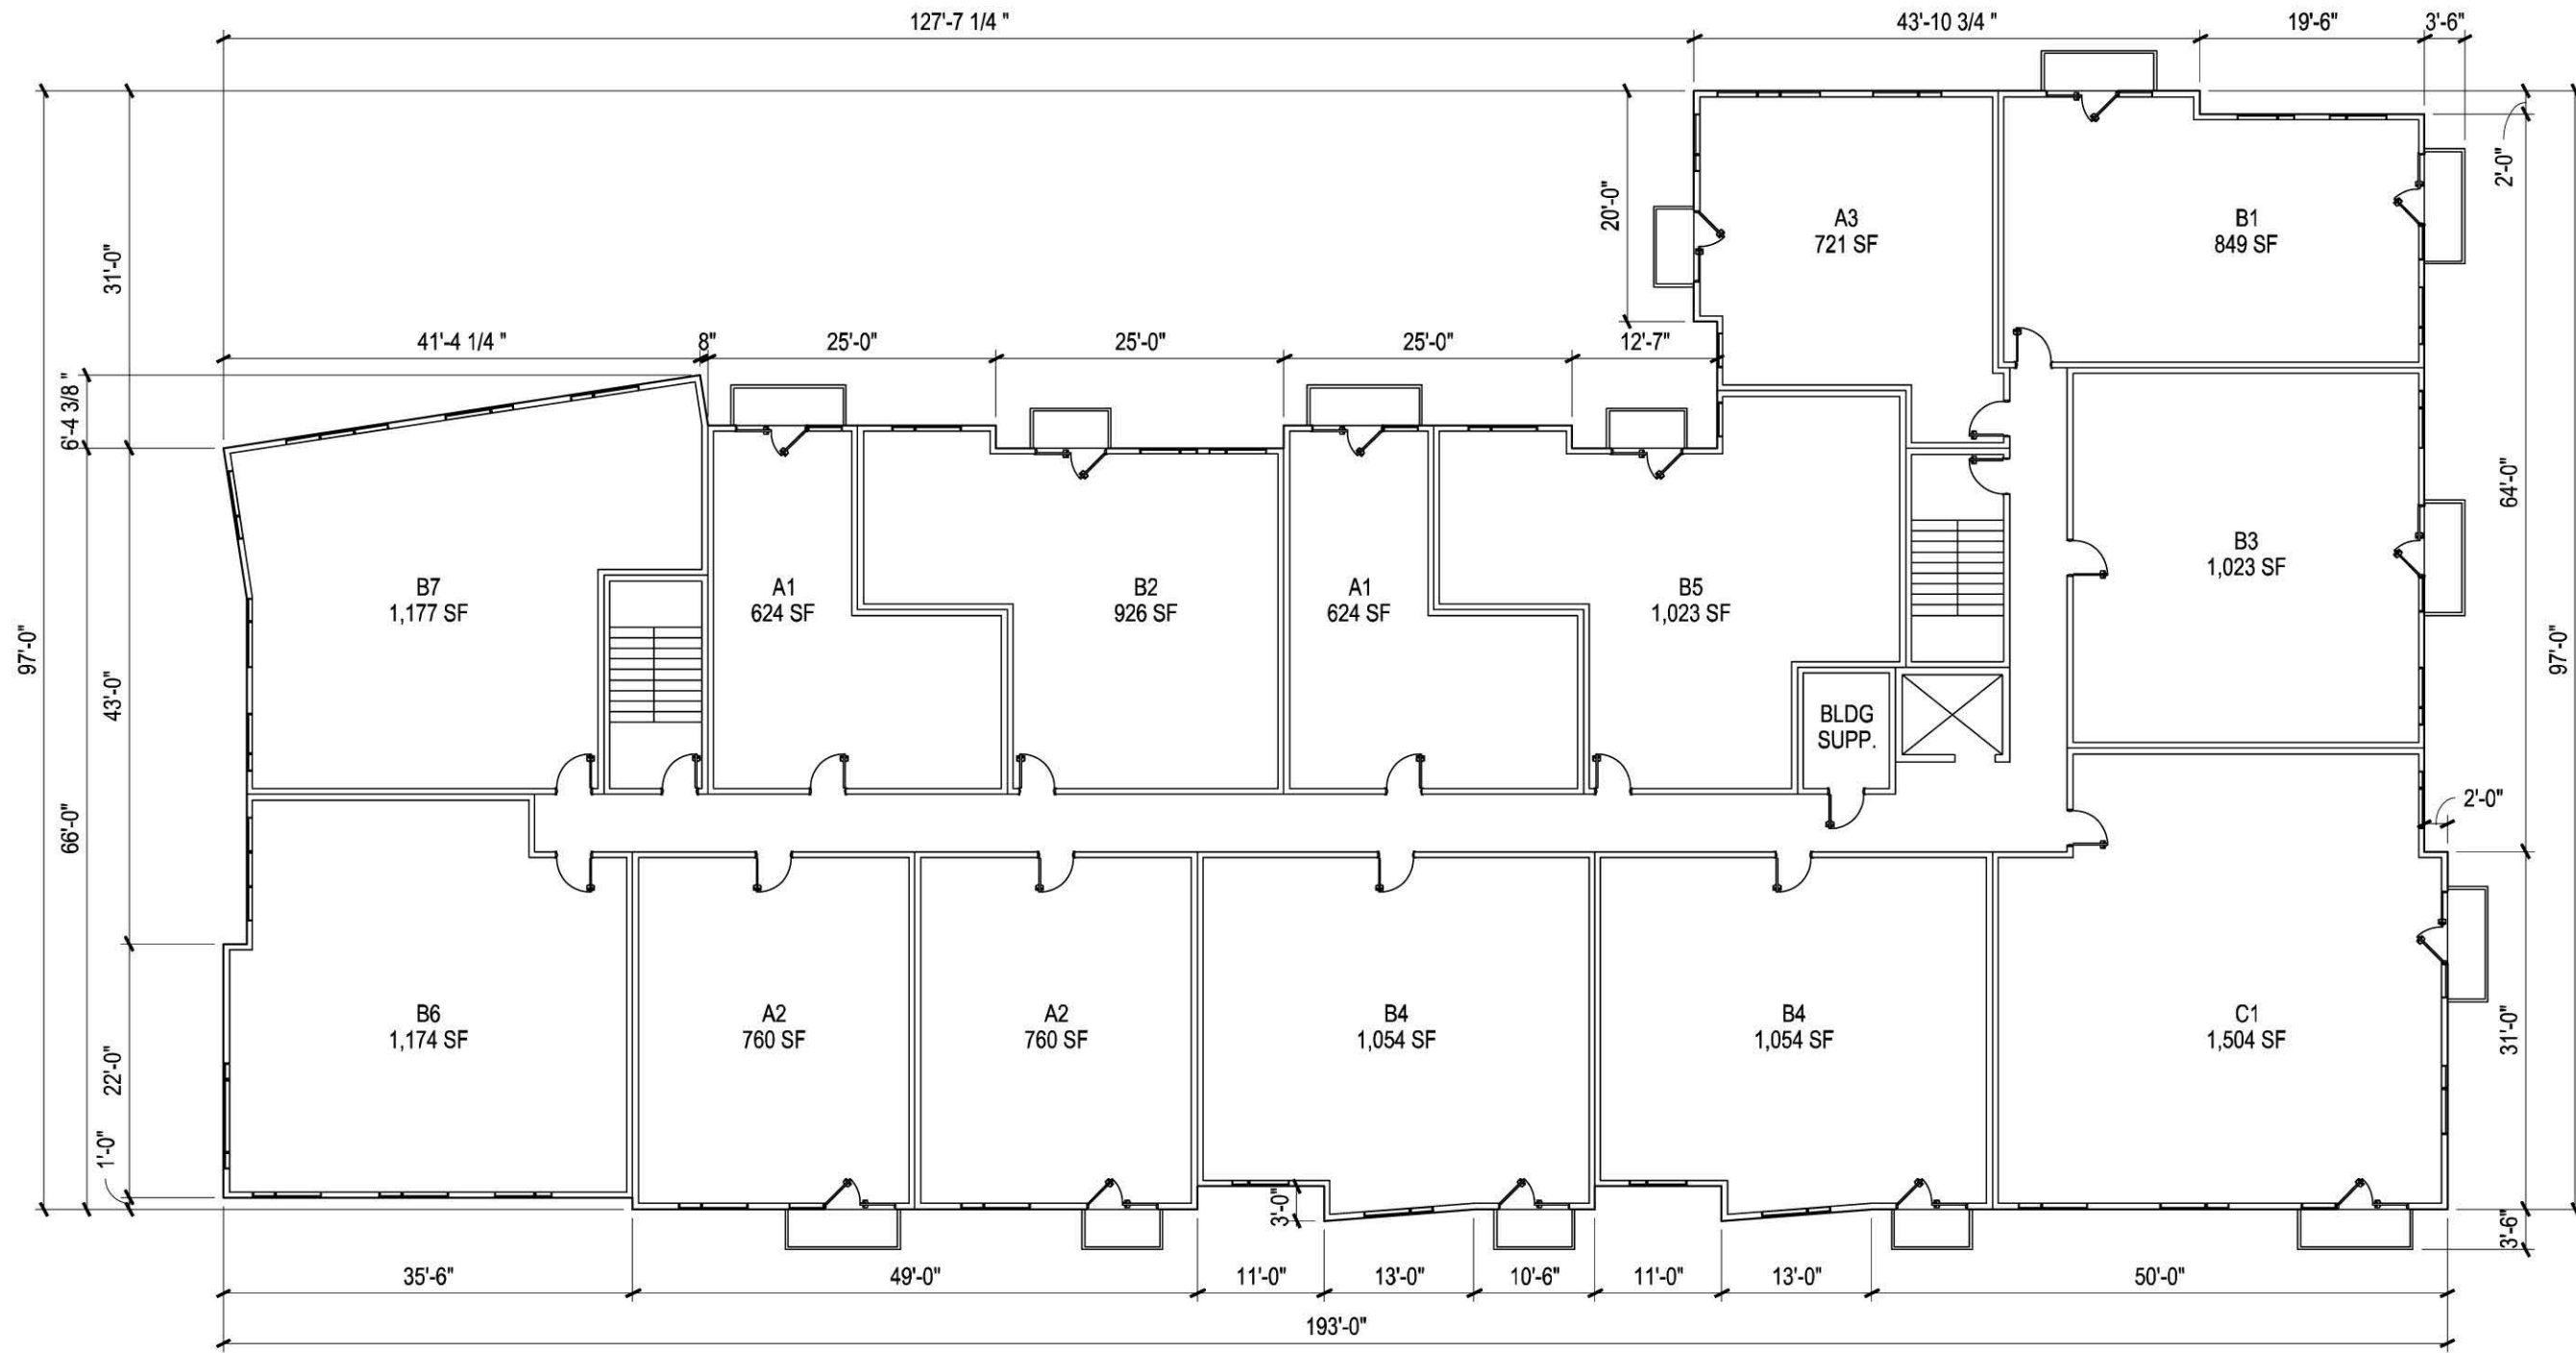 127'-7 1/4 "
43'-10 3/4 "
19'-6"
3'-6"
2'-0"
20'-0"
31'-0"
A3
721 SF
B1
849 SF
41'-4 1/4 "
8"
25'-0"
25'-0"
25'-0"
12'-7"
6'-4 3/8 "
64'-0"
B7
1,177 SF
A1
624 SF
B2
926 SF
A1
624 SF
B5
1,023 SF
B3
1,023 SF
97'-0"
43'-0"
97'-0"
BLDG
SUPP.
66'-0"
2'-0"
B6
1,174 SF
A2
760 SF
A2
760 SF
B4
1,054 SF
B4
1,054 SF
C1
1,504 SF
22'-0"
31'-0"
1'-0"
3'-0"
3'-6"
35'-6"
49'-0"
11'-0"
13'-0"
10'-6"
11'-0"
13'-0"
50'-0"
193'-0"